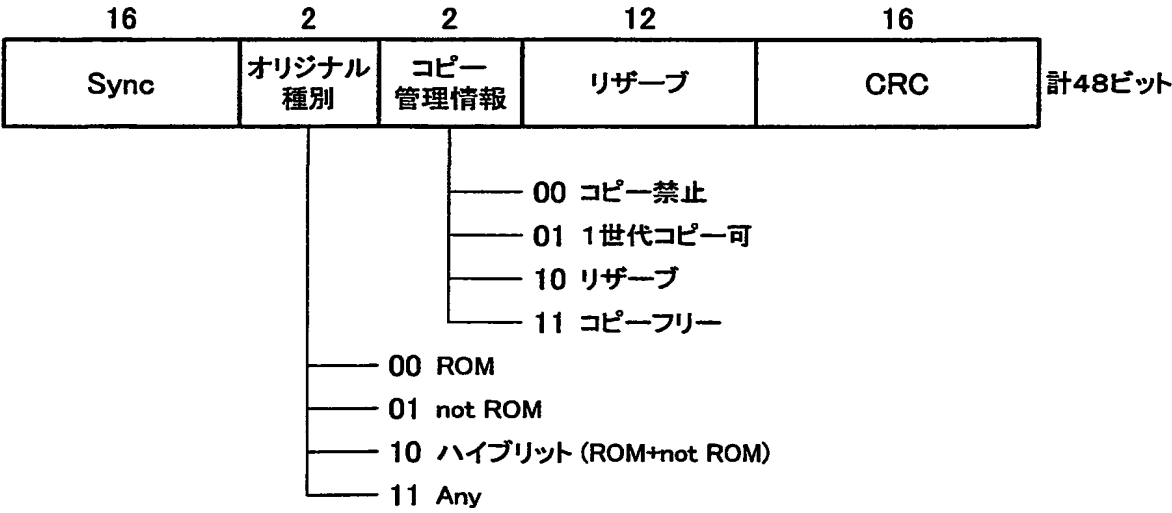 16 2 2 12 16
Sync オリジナル種別 コピー管理情報 リザーブ CRC 計48ビット
00 コピー禁止
01 1世代コピー可
10 リザーブ
11 コピーフリー
00 ROM
01 not ROM
10 ハイブリット (ROM+not ROM)
11 Any